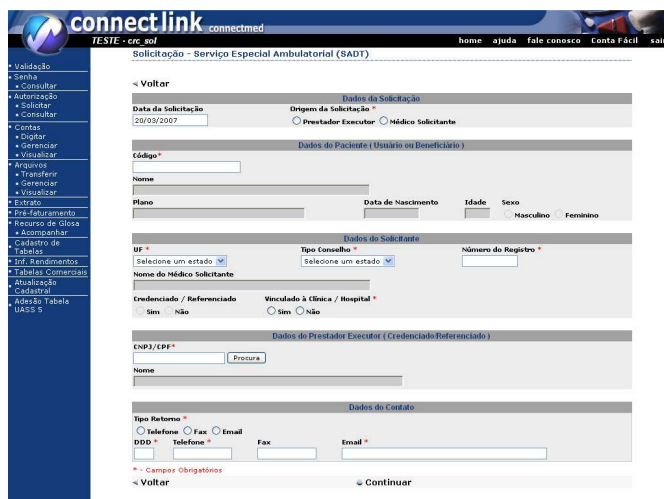 connect link connectmed
TESTE - crc_sol
home ajuda fale conosco Conta Fácil sair
Validação
Senha
Consultar
Autorização
Solicitar
Consultar
Contas
Digitar
Gerenciar
Visualizar
Arquivos
Transferir
Gerenciar
Visualizar
Extrato
Pré-faturamento
Recurso de Glosa
Acompanhar
Cadastro de
Tabelas
Inf. Rendimentos
Tabelas Comerciais
Atualização
Cadastral
Adesão Tabela
UASS 5
Solicitação - Serviço Especial Ambulatorial (SADT)
Voltar
Dados da Solicitação
Data da Solicitação Origem da Solicitação *
20/03/2007 Prestador Executor Médico Solicitante
Dados do Paciente ( Usuário ou Beneficiário )
Código*
Nome
Plano Data de Nascimento Idade Sexo
Masculino Feminino
Dados do Solicitante
UF * Tipo Conselho * Número do Registro *
Selecione um estado Selecione um estado
Nome do Médico Solicitante
Credenciado / Referenciado Vinculado à Clínica / Hospital *
Sim Não Sim Não
Dados do Prestador Executor ( Credenciado/Referenciado )
CNPJ/CPF*
Procura
Nome
Dados do Contato
Tipo Retorno *
Telefone Fax Email
DDD * Telefone * Fax Email *
* - Campos Obrigatórios
Voltar Continuar